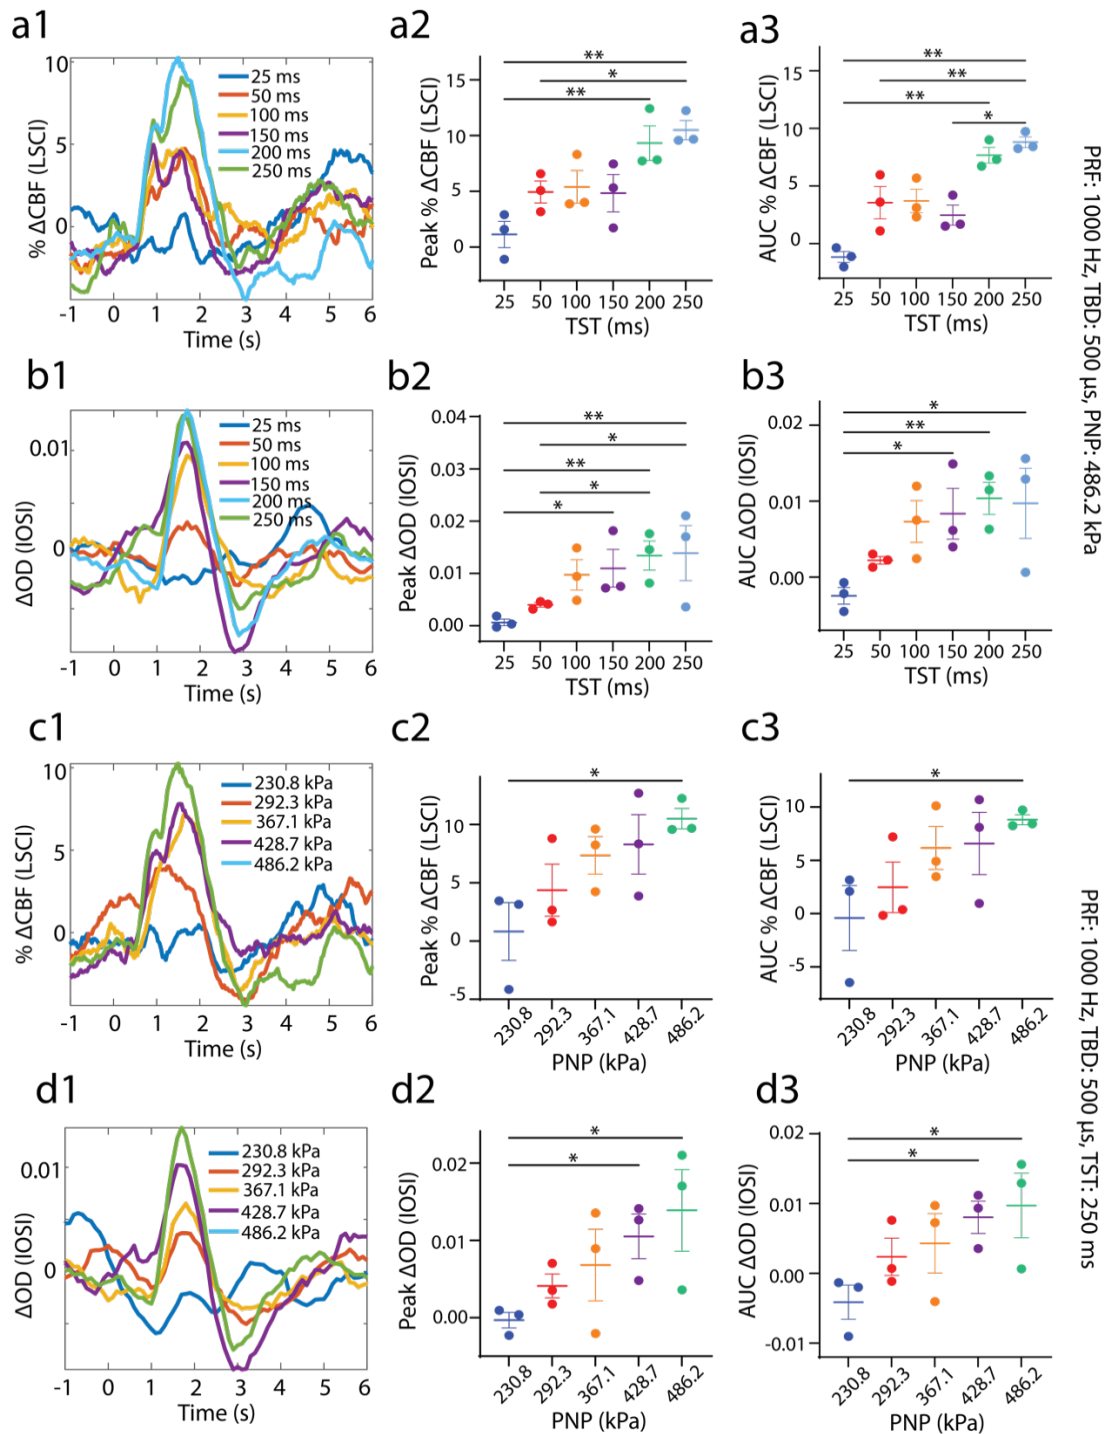 a1
% ΔCBF (LSCI)
10
5
0
-1 0 1 2 3 4 5 6
Time (s)
25 ms
50 ms
100 ms
150 ms
200 ms
250 ms
a2
Peak % ΔCBF (LSCI)
15
10
5
0
** 
*
**
25 50 100 150 200 250
TST (ms)
a3
AUC % ΔCBF (LSCI)
15
10
5
0
**
**
**
*
25 50 100 150 200 250
TST (ms)
b1
ΔOD (IOSI)
0.01
0
-1 0 1 2 3 4 5 6
Time (s)
25 ms
50 ms
100 ms
150 ms
200 ms
250 ms
b2
Peak ΔOD (IOSI)
0.04
0.03
0.02
0.01
0.00
**
*
**
*
*
25 50 100 150 200 250
TST (ms)
b3
AUC ΔOD (IOSI)
0.02
0.01
0.00
*
**
*
25 50 100 150 200 250
TST (ms)
PRF: 1000 Hz, TBD: 500 µs, PNP: 486.2 kPa
c1
% ΔCBF (LSCI)
10
5
0
-1 0 1 2 3 4 5 6
Time (s)
230.8 kPa
292.3 kPa
367.1 kPa
428.7 kPa
486.2 kPa
c2
Peak % ΔCBF (LSCI)
10
5
0
-5
*
230.8 292.3 367.1 428.7 486.2
PNP (kPa)
c3
AUC % ΔCBF (LSCI)
10
5
0
-5
*
230.8 292.3 367.1 428.7 486.2
PNP (kPa)
d1
ΔOD (IOSI)
0.01
0
-1 0 1 2 3 4 5 6
Time (s)
230.8 kPa
292.3 kPa
367.1 kPa
428.7 kPa
486.2 kPa
d2
Peak ΔOD (IOSI)
0.02
0.01
0.00
*
*
230.8 292.3 367.1 428.7 486.2
PNP (kPa)
d3
AUC ΔOD (IOSI)
0.02
0.01
0.00
-0.01
*
*
230.8 292.3 367.1 428.7 486.2
PNP (kPa)
PRF: 1000 Hz, TBD: 500 µs, TST: 250 ms